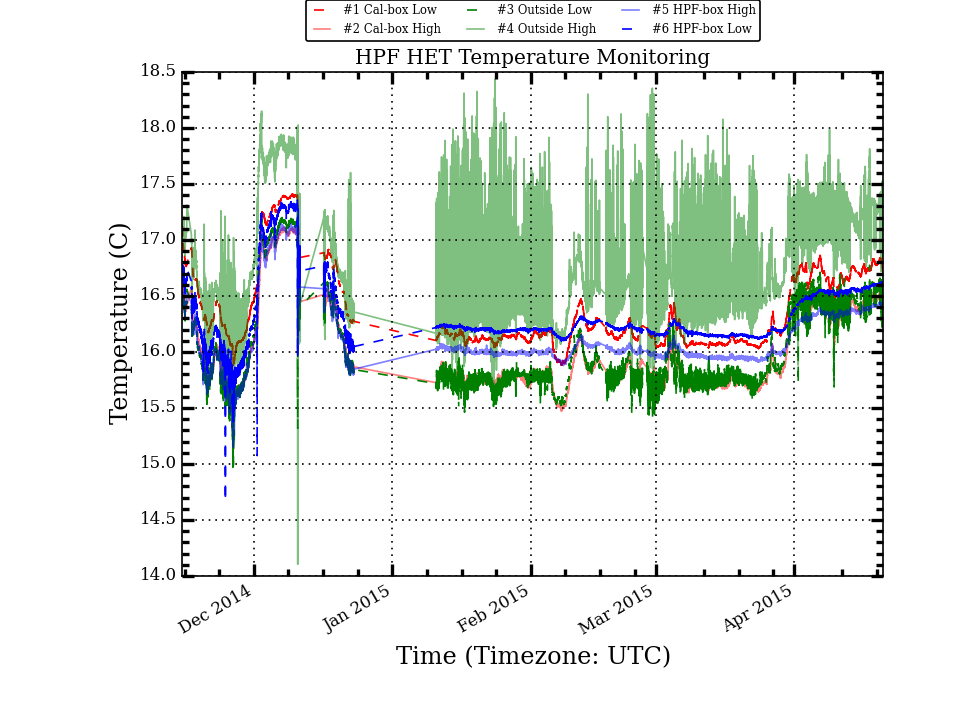 #1 Cal-box Low #3 Outside Low #5 HPF-box High
#2 Cal-box High #4 Outside High #6 HPF-box Low
HPF HET Temperature Monitoring
18.5
18.0
17.5
17.0
16.5
16.0
15.5
15.0
14.5
14.0
Temperature (C)
Dec 2014 Jan 2015 Feb 2015 Mar 2015 Apr 2015
Time (Timezone: UTC)